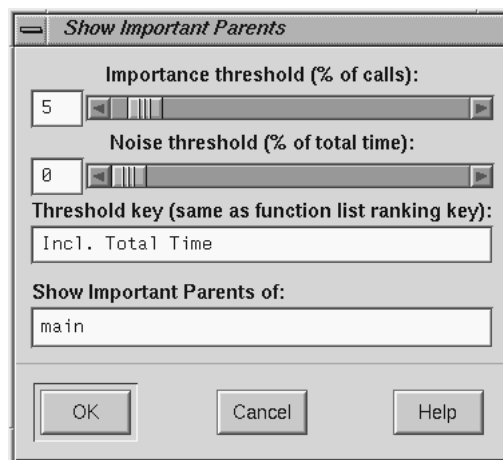 Show Important Parents
Importance threshold (% of calls):
5
Noise threshold (% of total time):
0
Threshold key (same as function list ranking key):
Incl. Total Time
Show Important Parents of:
main
OK Cancel Help